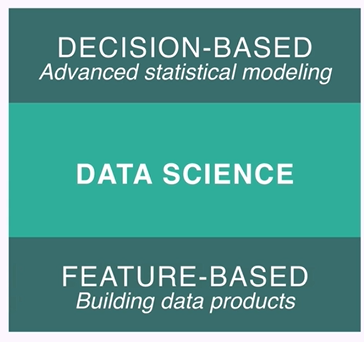 DECISION-BASED
Advanced statistical modeling
DATA SCIENCE
FEATURE-BASED
Building data products